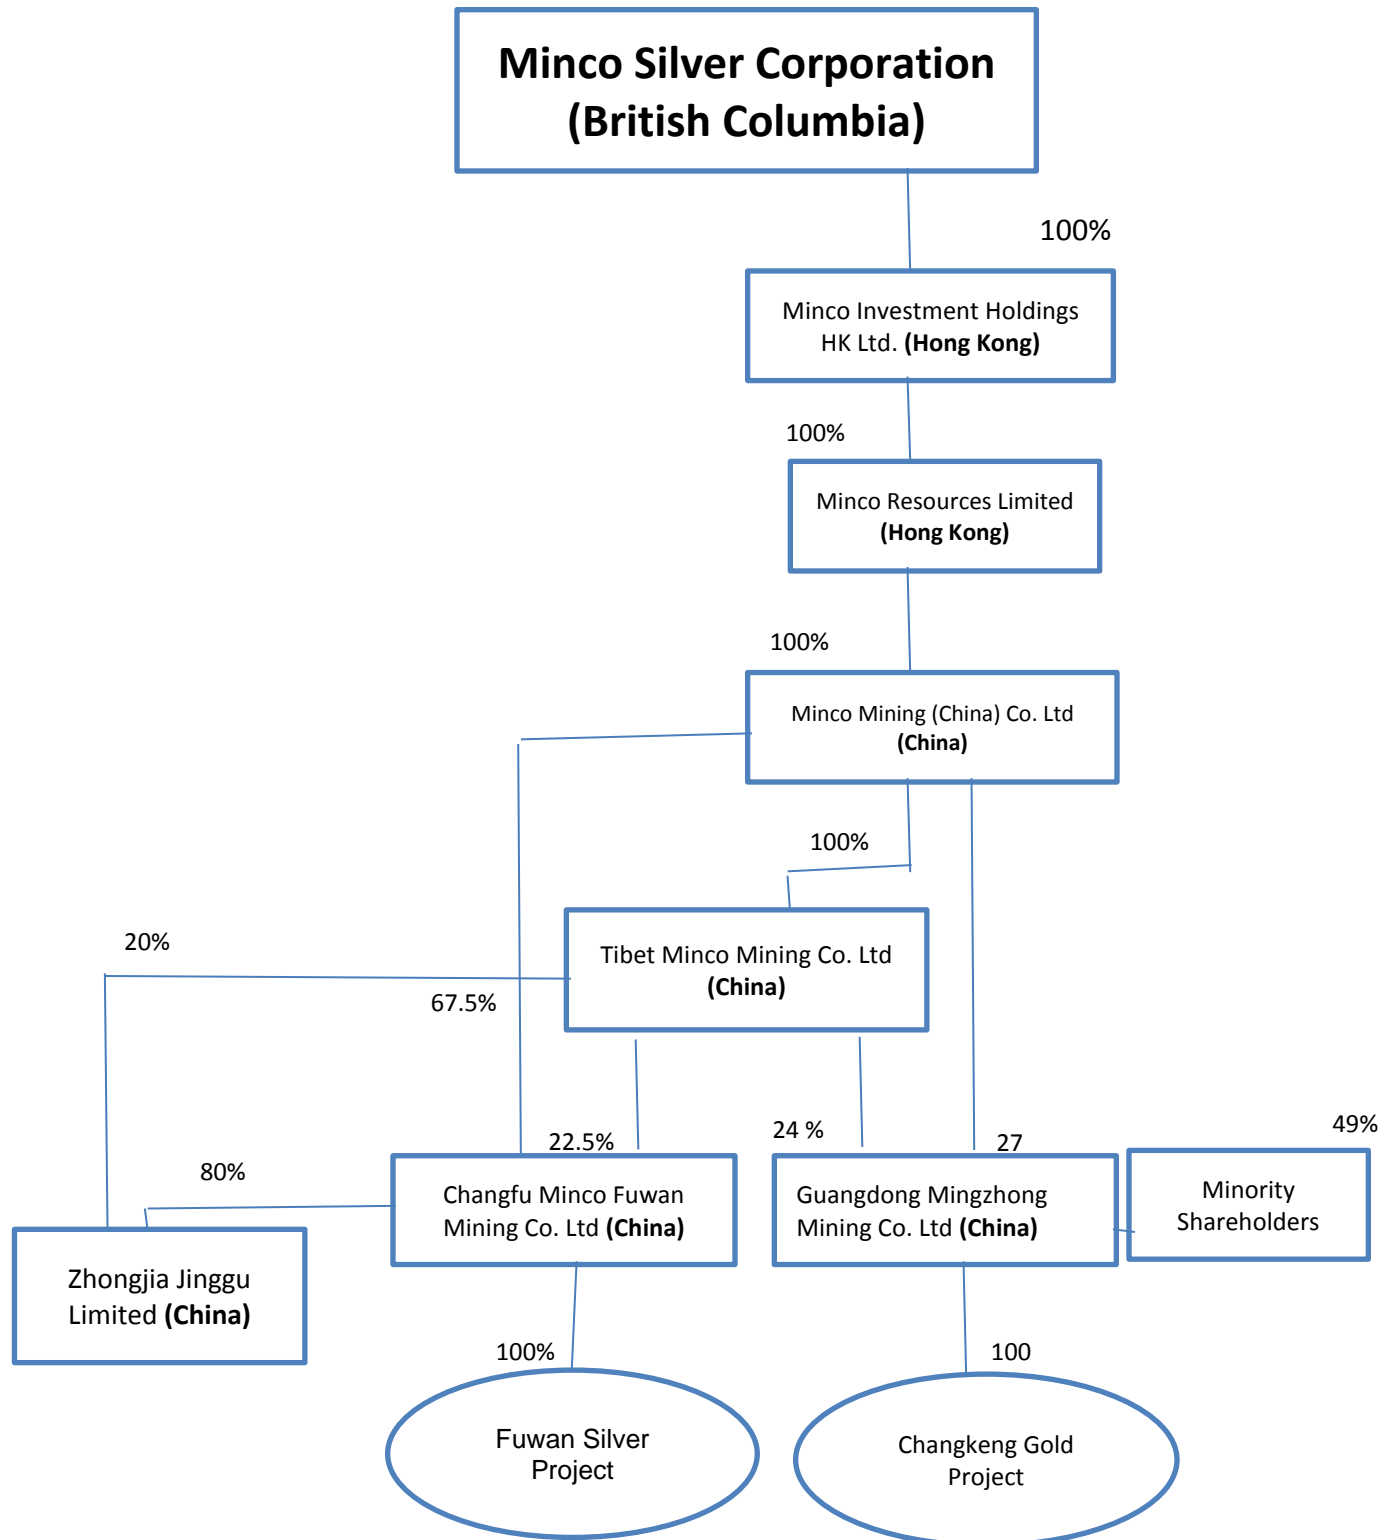 Minco Silver Corporation
(British Columbia)
100%
Minco Investment Holdings
HK Ltd. (Hong Kong)
100%
Minco Resources Limited
(Hong Kong)
100%
Minco Mining (China) Co. Ltd
(China)
100%
20%
Tibet Minco Mining Co. Ltd
(China)
67.5%
22.5%
24 %
27
49%
80%
Changfu Minco Fuwan
Mining Co. Ltd (China)
Guangdong Mingzhong
Mining Co. Ltd (China)
Minority
Shareholders
Zhongjia Jinggu
Limited (China)
100%
100
Fuwan Silver
Project
Changkeng Gold
Project